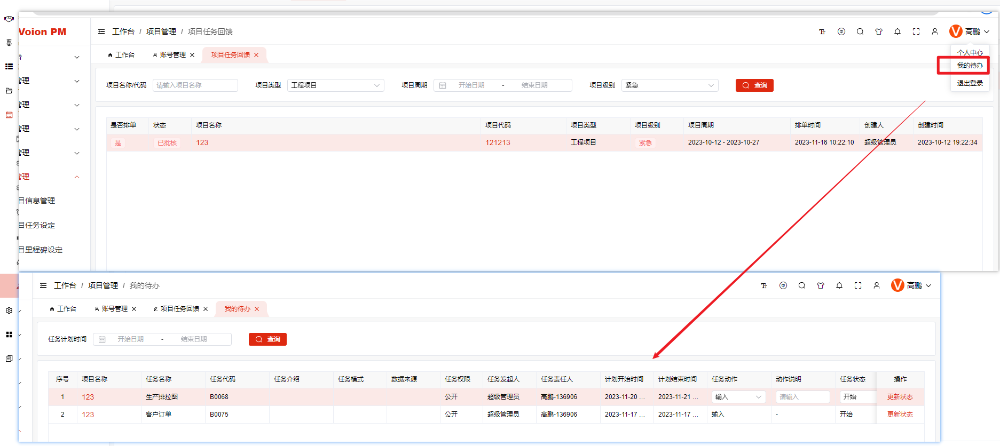 Voion PM
工作台 / 项目管理 / 项目任务回馈
高鹏
工作台 账号管理 项目任务回馈
个人中心
我的待办
退出登录
台
管理
管理
管理
管理
管理
目信息管理
目任务设定
目里程碑设定
项目名称/代码 请输入项目名称 项目类型 工程项目 项目周期 开始日期 - 结束日期 项目级别 紧急 查询
是否排单 状态 项目名称 项目代码 项目类型 项目级别 项目周期 排单时间 创建人 创建时间
是 已批核 123 121213 工程项目 紧急 2023-10-12 - 2023-10-27 2023-11-16 10:22:10 超级管理员 2023-10-12 19:22:34
工作台 / 项目管理 / 我的待办
高鹏
工作台 账号管理 项目任务回馈 我的待办
任务计划时间 开始日期 - 结束日期 查询
序号 项目名称 任务名称 任务代码 任务介绍 任务模式 数据来源 任务权限 任务发起人 任务责任人 计划开始时间 计划结束时间 任务动作 动作说明 任务状态 操作
1 123 生产排拉图 B0068 公开 超级管理员 高鹏-136906 2023-11-20 ... 2023-11-21 ... 输入 请输入 开始 更新状态
2 123 客户订单 B0075 公开 超级管理员 高鹏-136906 2023-11-17 ... 2023-11-17 ... 输入 - 开始 更新状态